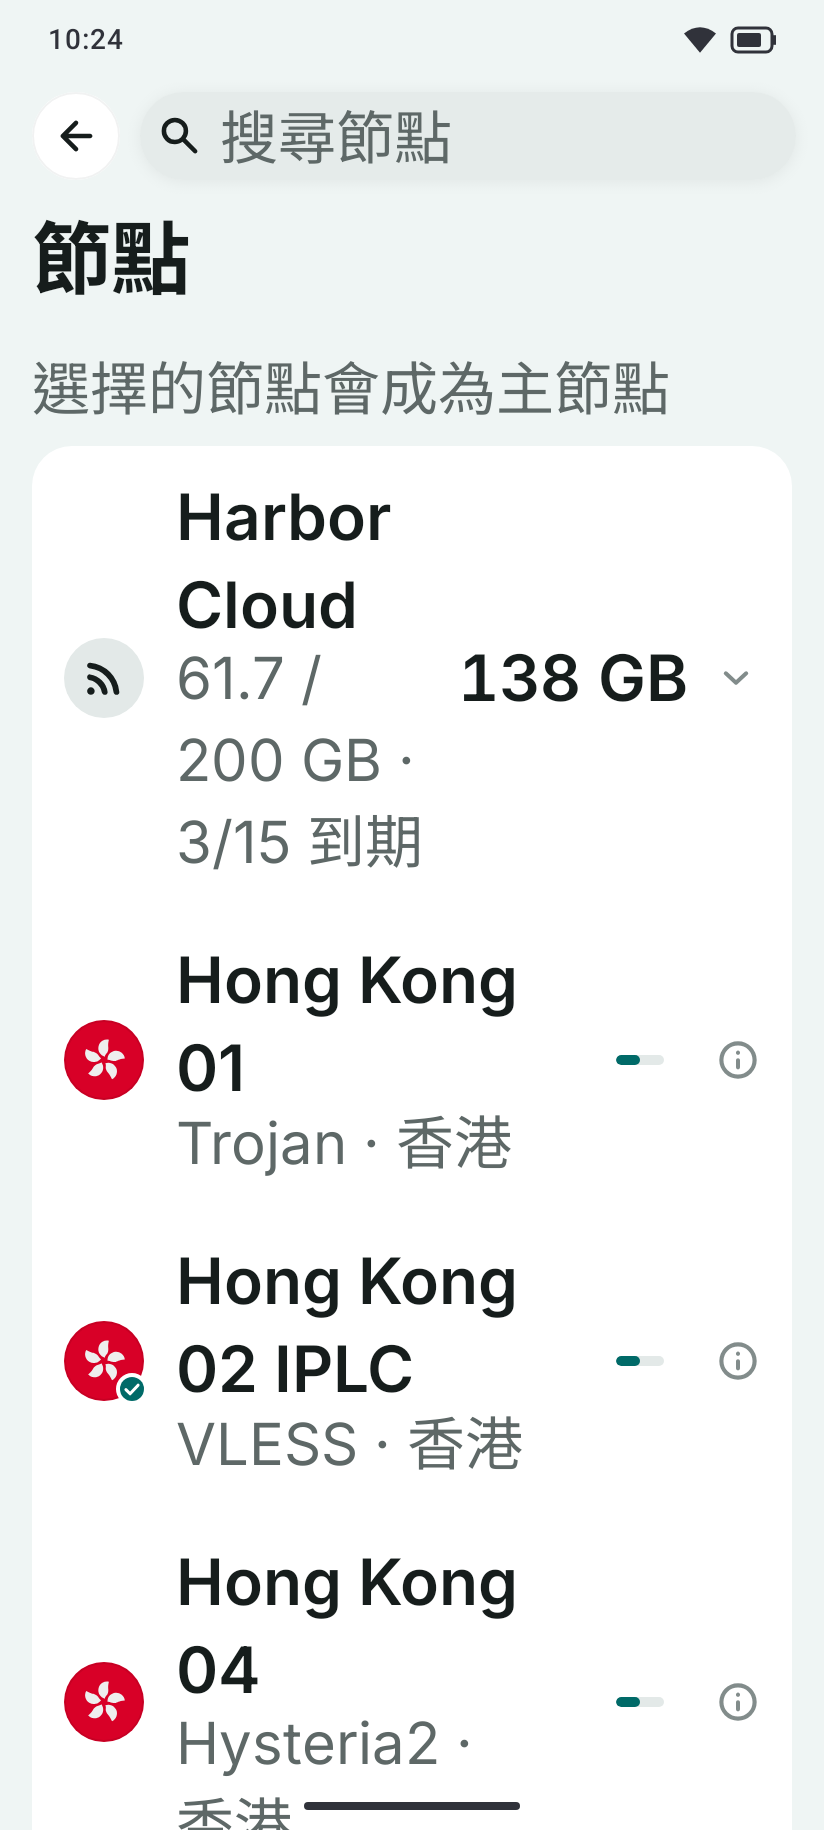 10:24
搜尋節點
節點
選擇的節點會成為主節點
Harbor
Cloud
61.7 /
200 GB ·
3/15 到期
138 GB
Hong Kong
01
Trojan · 香港
Hong Kong
02 IPLC
VLESS · 香港
Hong Kong
04
Hysteria2 ·
香港